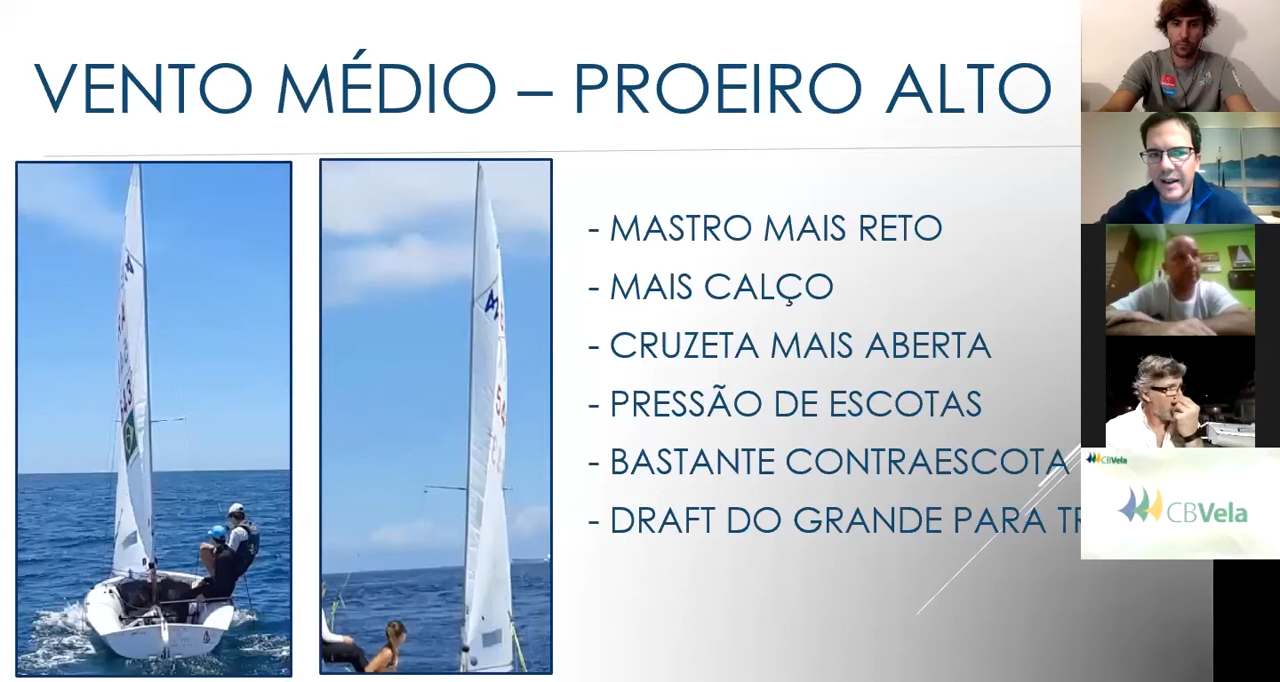 VENTO MÉDIO – PROEIRO ALTO
- MASTRO MAIS RETO
- MAIS CALÇO
- CRUZETA MAIS ABERTA
- PRESSÃO DE ESCOTAS
- BASTANTE CONTRAESCOTA
- DRAFT DO GRANDE PARA TR
CBVela
CBVela